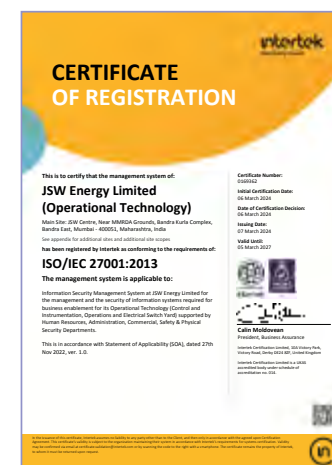 intertek
CERTIFICATE
OF REGISTRATION
This is to certify that the management system of:
JSW Energy Limited
(Operational Technology)
Main Site: JSW Centre, Near MMRDA Grounds, Bandra Kurla Complex,
Bandra East, Mumbai - 400051, Maharashtra, India
See appendix for additional sites and additional site scopes
has been registered by Intertek as conforming to the requirements of:
ISO/IEC 27001:2013
The management system is applicable to:
Information Security Management System at JSW Energy Limited for
the management and the security of information systems required for
business enablement for its Operational Technology (Control and
Instrumentation, Operations and Electrical Switch Yard) supported by
Human Resources, Administration, Commercial, Safety & Physical
Security Departments.
This is in accordance with Statement of Applicability (SOA), dated 27th
Nov 2022, ver. 1.0.
Certificate Number:
0169362
Initial Certification Date:
06 March 2024
Date of Certification Decision:
06 March 2024
Issuing Date:
07 March 2024
Valid Until:
05 March 2027
Calin Moldovean
President, Business Assurance
Intertek Certification Limited, 10A Victory Park,
Victory Road, Derby DE24 8ZF, United Kingdom
Intertek Certification Limited is a UKAS
accredited body under schedule of
accreditation no. 014.